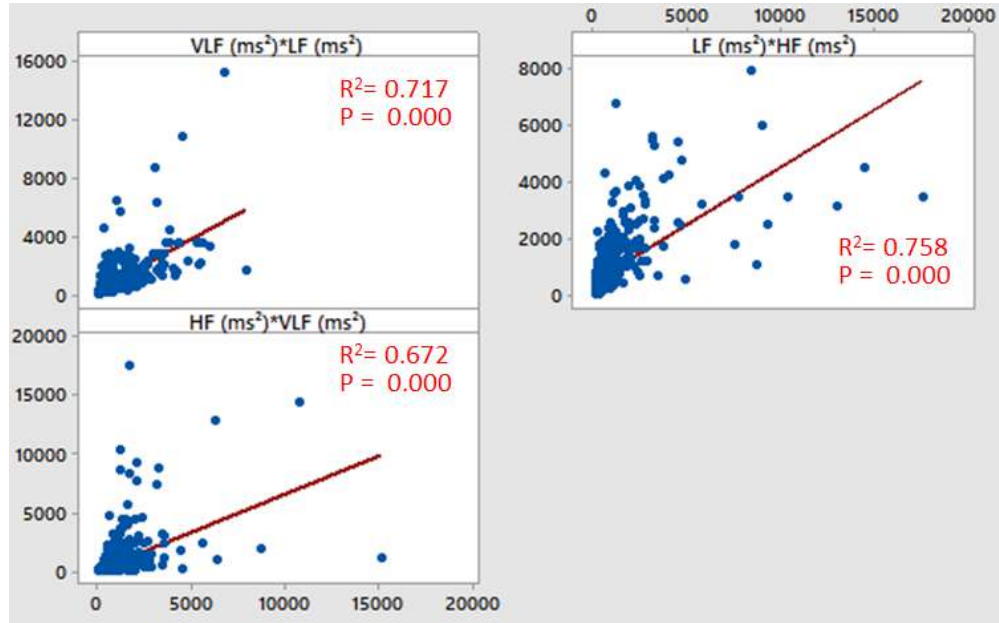 0 5000 10000 15000 20000
VLF (ms²)*LF (ms²)
LF (ms²)*HF (ms²)
16000
12000
8000
4000
0
R²= 0.717
P = 0.000
8000
6000
4000
2000
0
R²= 0.758
P = 0.000
HF (ms²)*VLF (ms²)
20000
15000
10000
5000
0
R²= 0.672
P = 0.000
0 5000 10000 15000 20000